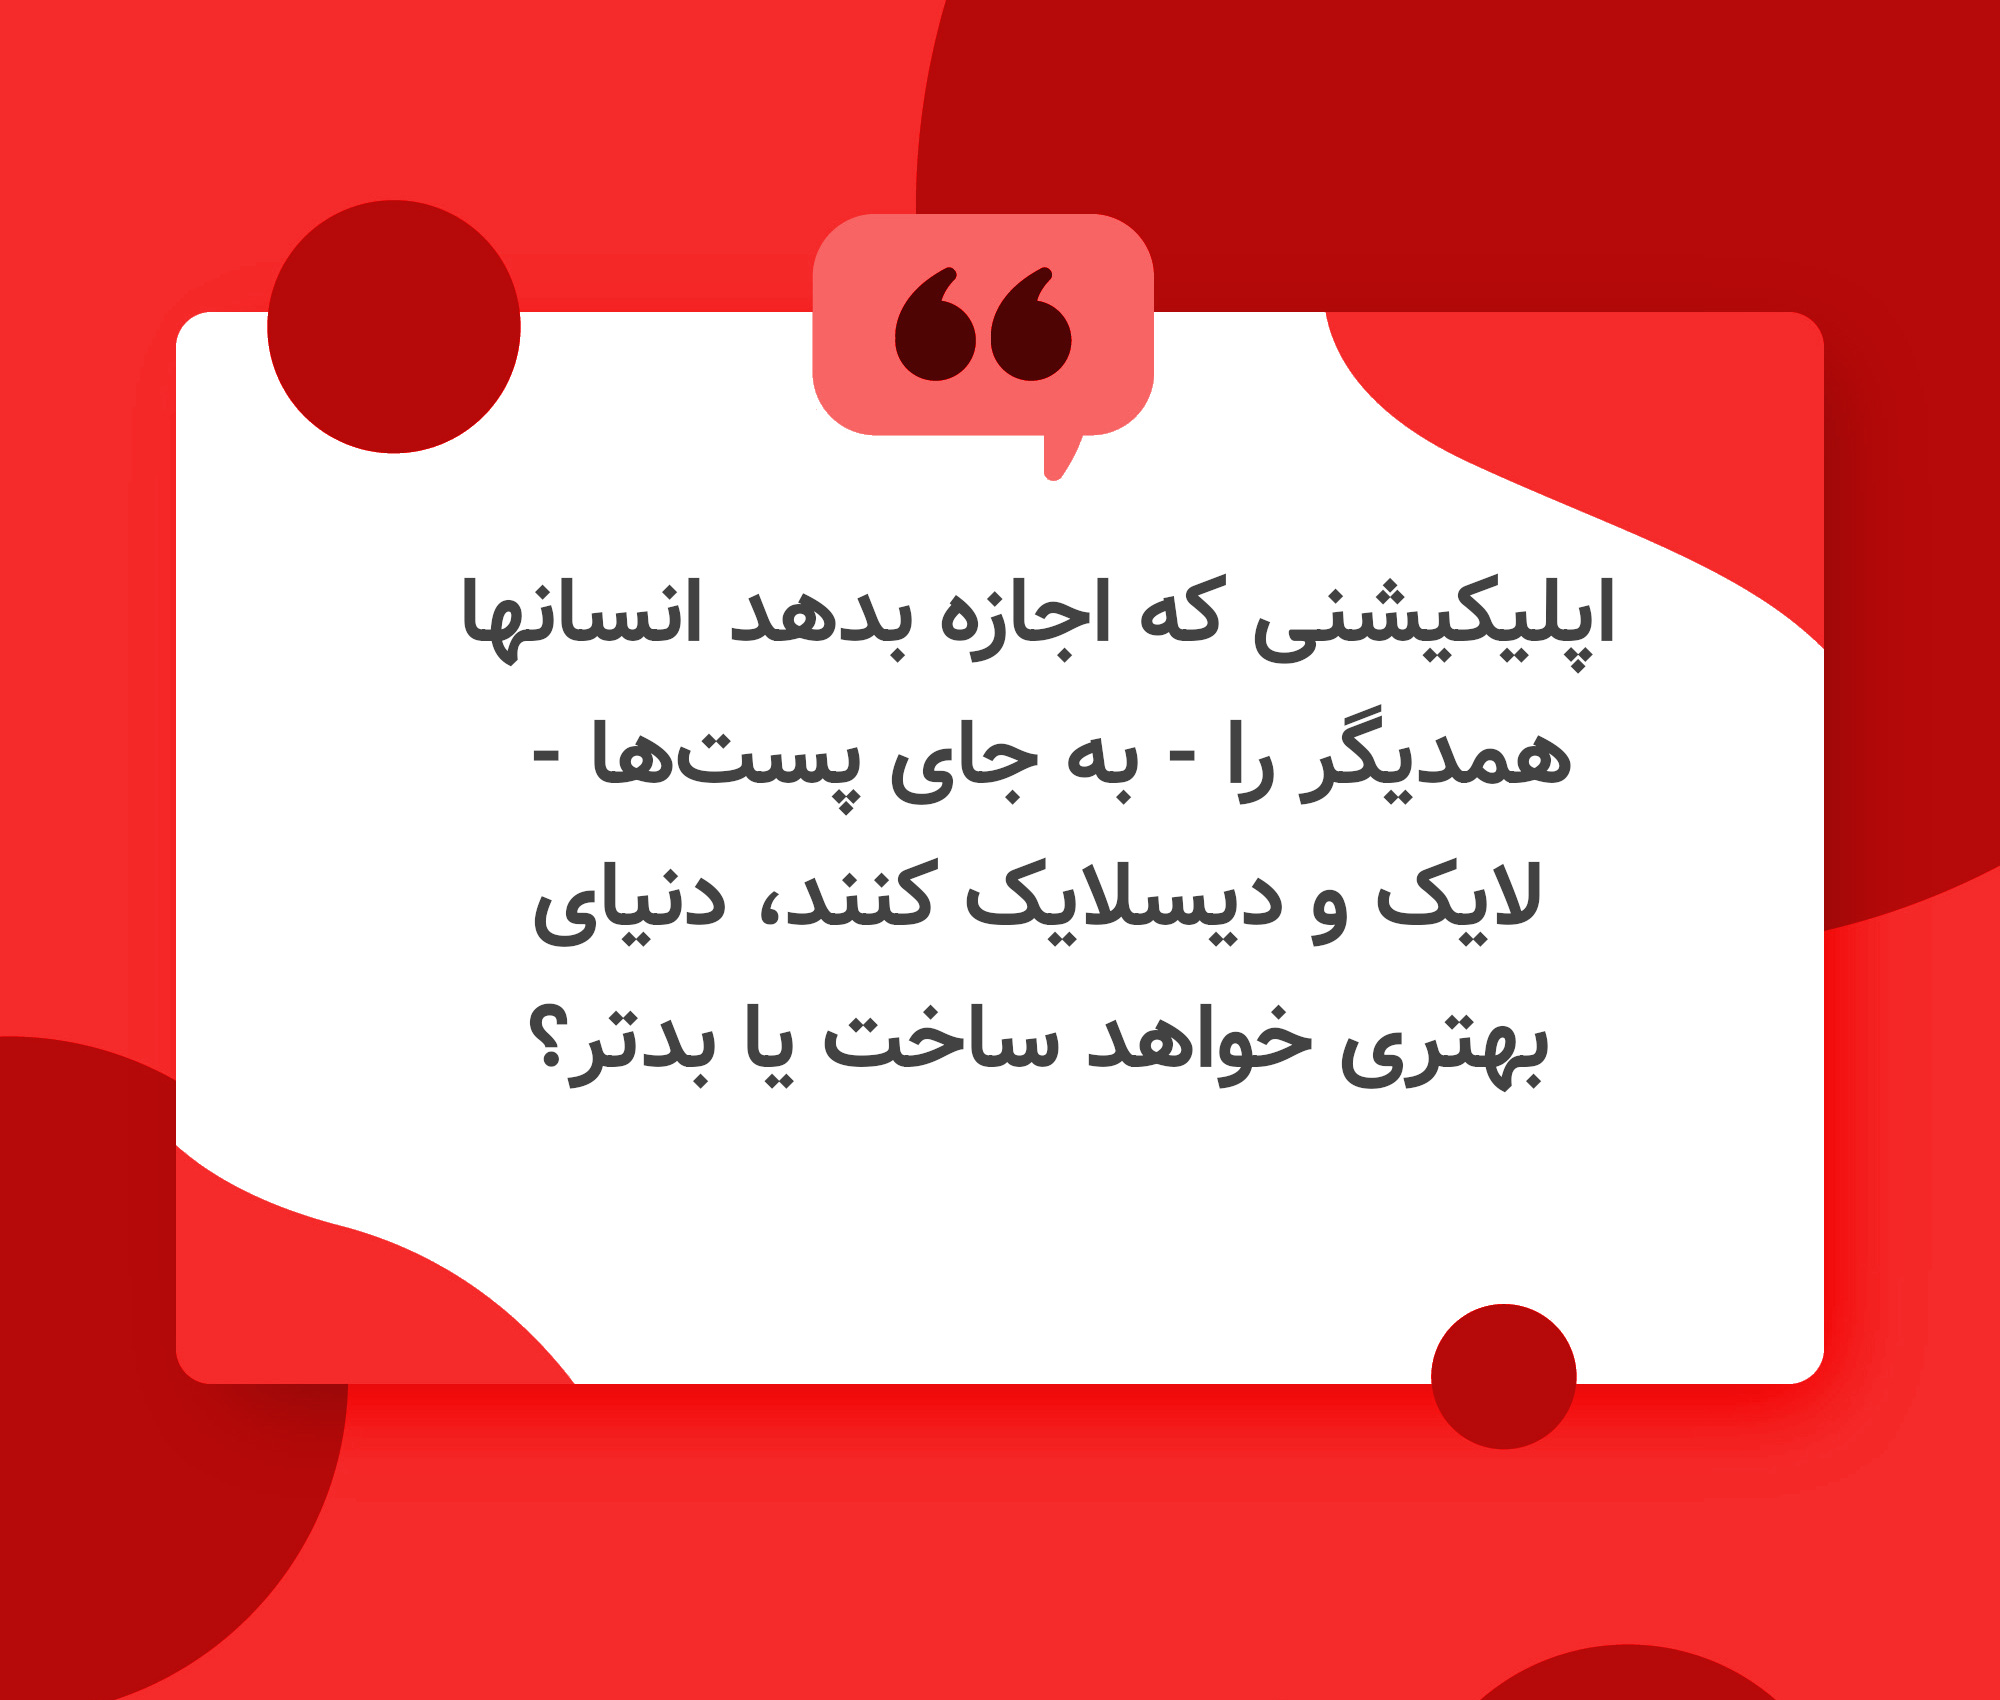 اپلیکیشنی که اجازه بدهد انسانها
همدیگر را - به جای پست‌ها -
لایک و دیسلایک کنند، دنیای
بهتری خواهد ساخت یا بدتر؟